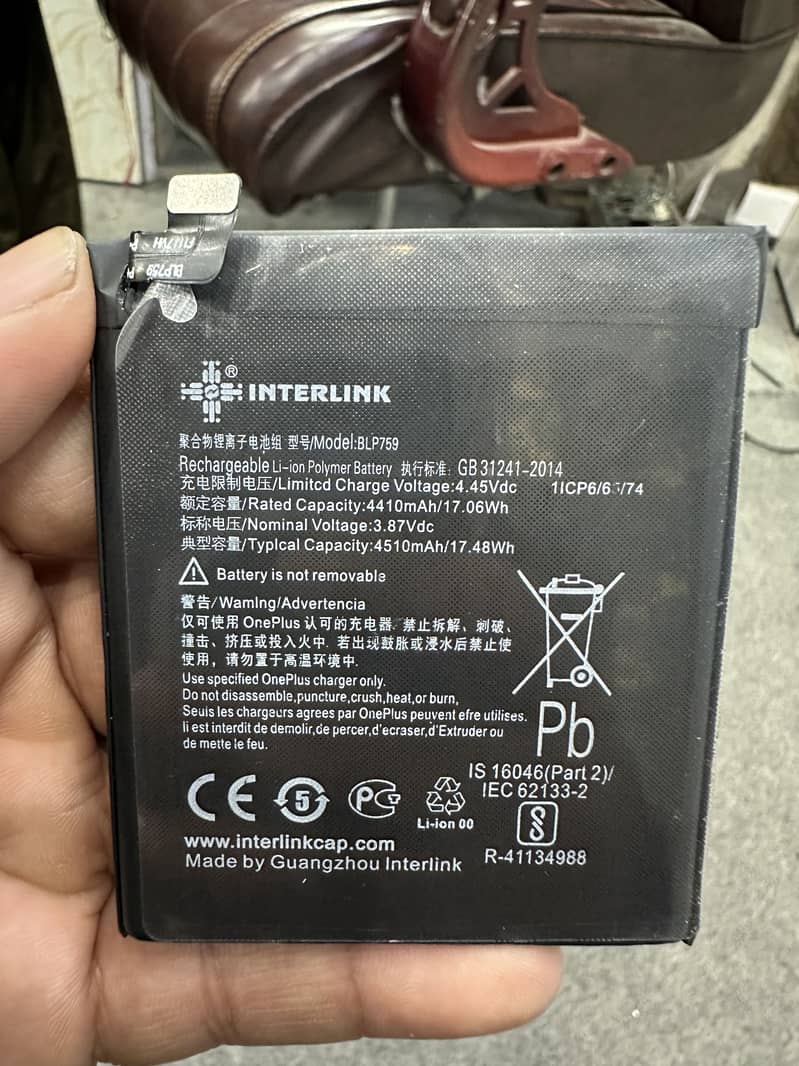 BLP759
®
INTERLINK
聚合物锂离子电池组 型号/Model:BLP759
Rechargeable Li-ion Polymer Battery 执行标准: GB 31241-2014
充电限制电压/Limitcd Charge Voltage:4.45Vdc 1ICP6/ /74
额定容量/Rated Capacity:4410mAh/17.06Wh
标称电压/Nominal Voltage:3.87Vdc
典型容量/Typlcal Capacity:4510mAh/17.48Wh
Battery is not removable
警告/Wamlng/Advertencia
仅可使用 OnePlus 认可的充电器. 禁止拆解、刺破、
撞击、挤压或投入火中. 若出现鼓胀或浸水后禁止使
使用，请勿置于高温环境中.
Use specified OnePlus charger only.
Do not disassemble,puncture,crush,heat,or burn,
Seuis les chargeurs agrees par OnePlus peuvent efre utilises.
Ii est interdit de demolir,de percer,d'ecraser,d'Extruder ou
de mette le feu.
Pb
IS 16046(Part 2)/
IEC 62133-2
CE 5 PG
Li-ion 00
www.interlinkcap.com
Made by Guangzhou Interlink
R-41134988